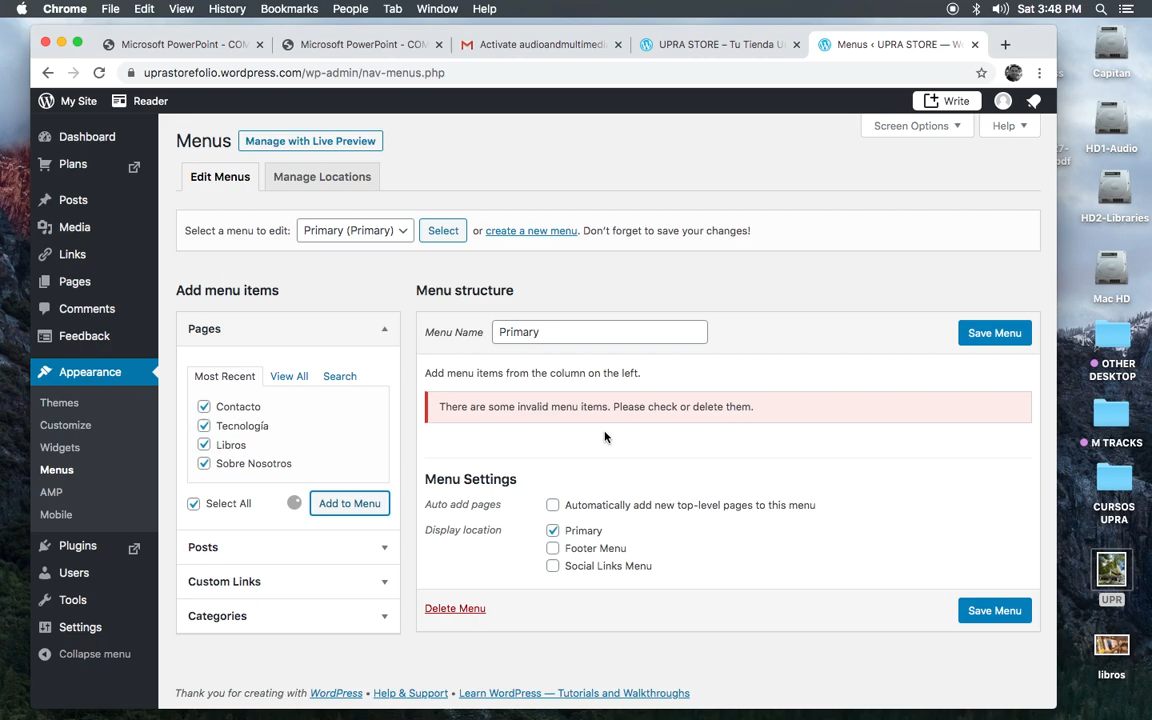 Chrome File Edit View History Bookmarks People Tab Window Help Sat 3:48 PM
Microsoft PowerPoint - COM Microsoft PowerPoint - COM Activate audioandmultimedi UPRA STORE – Tu Tienda U Menus ‹ UPRA STORE — W
uprastorefolio.wordpress.com/wp-admin/nav-menus.php
My Site Reader Write
Dashboard
Plans
Posts
Media
Links
Pages
Comments
Feedback
Appearance
Themes
Customize
Widgets
Menus
AMP
Mobile
Plugins
Users
Tools
Settings
Collapse menu
Screen Options Help
Menus Manage with Live Preview
Edit Menus Manage Locations
Select a menu to edit: Primary (Primary) Select or create a new menu. Don't forget to save your changes!
Add menu items
Pages
Most Recent View All Search
Contacto
Tecnología
Libros
Sobre Nosotros
Select All Add to Menu
Posts
Custom Links
Categories
Menu structure
Menu Name Primary Save Menu
Add menu items from the column on the left.
There are some invalid menu items. Please check or delete them.
Menu Settings
Auto add pages Automatically add new top-level pages to this menu
Display location Primary
Footer Menu
Social Links Menu
Delete Menu Save Menu
Thank you for creating with WordPress • Help & Support • Learn WordPress — Tutorials and Walkthroughs
Capitan
HD1-Audio
HD2-Libraries
Mac HD
OTHER
DESKTOP
M TRACKS
CURSOS
UPRA
UPR
libros